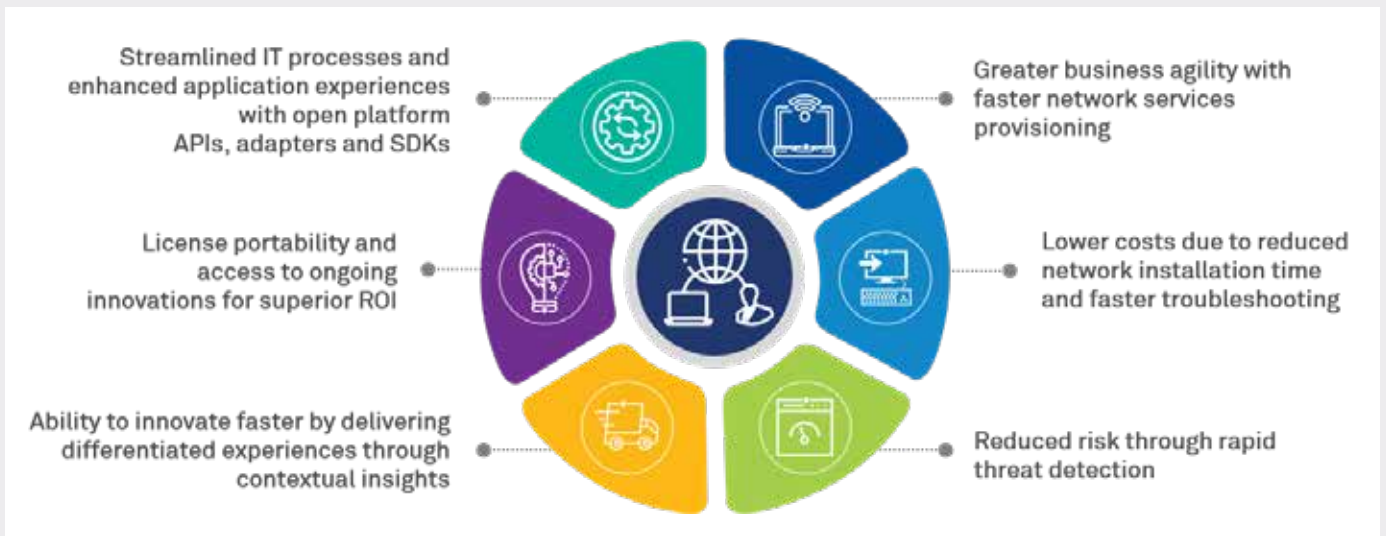 Streamlined IT processes and
enhanced application experiences
with open platform
APIs, adapters and SDKs
Greater business agility with
faster network services
provisioning
License portability and
access to ongoing
innovations for superior ROI
Lower costs due to reduced
network installation time
and faster troubleshooting
Ability to innovate faster by delivering
differentiated experiences through
contextual insights
Reduced risk through rapid
threat detection